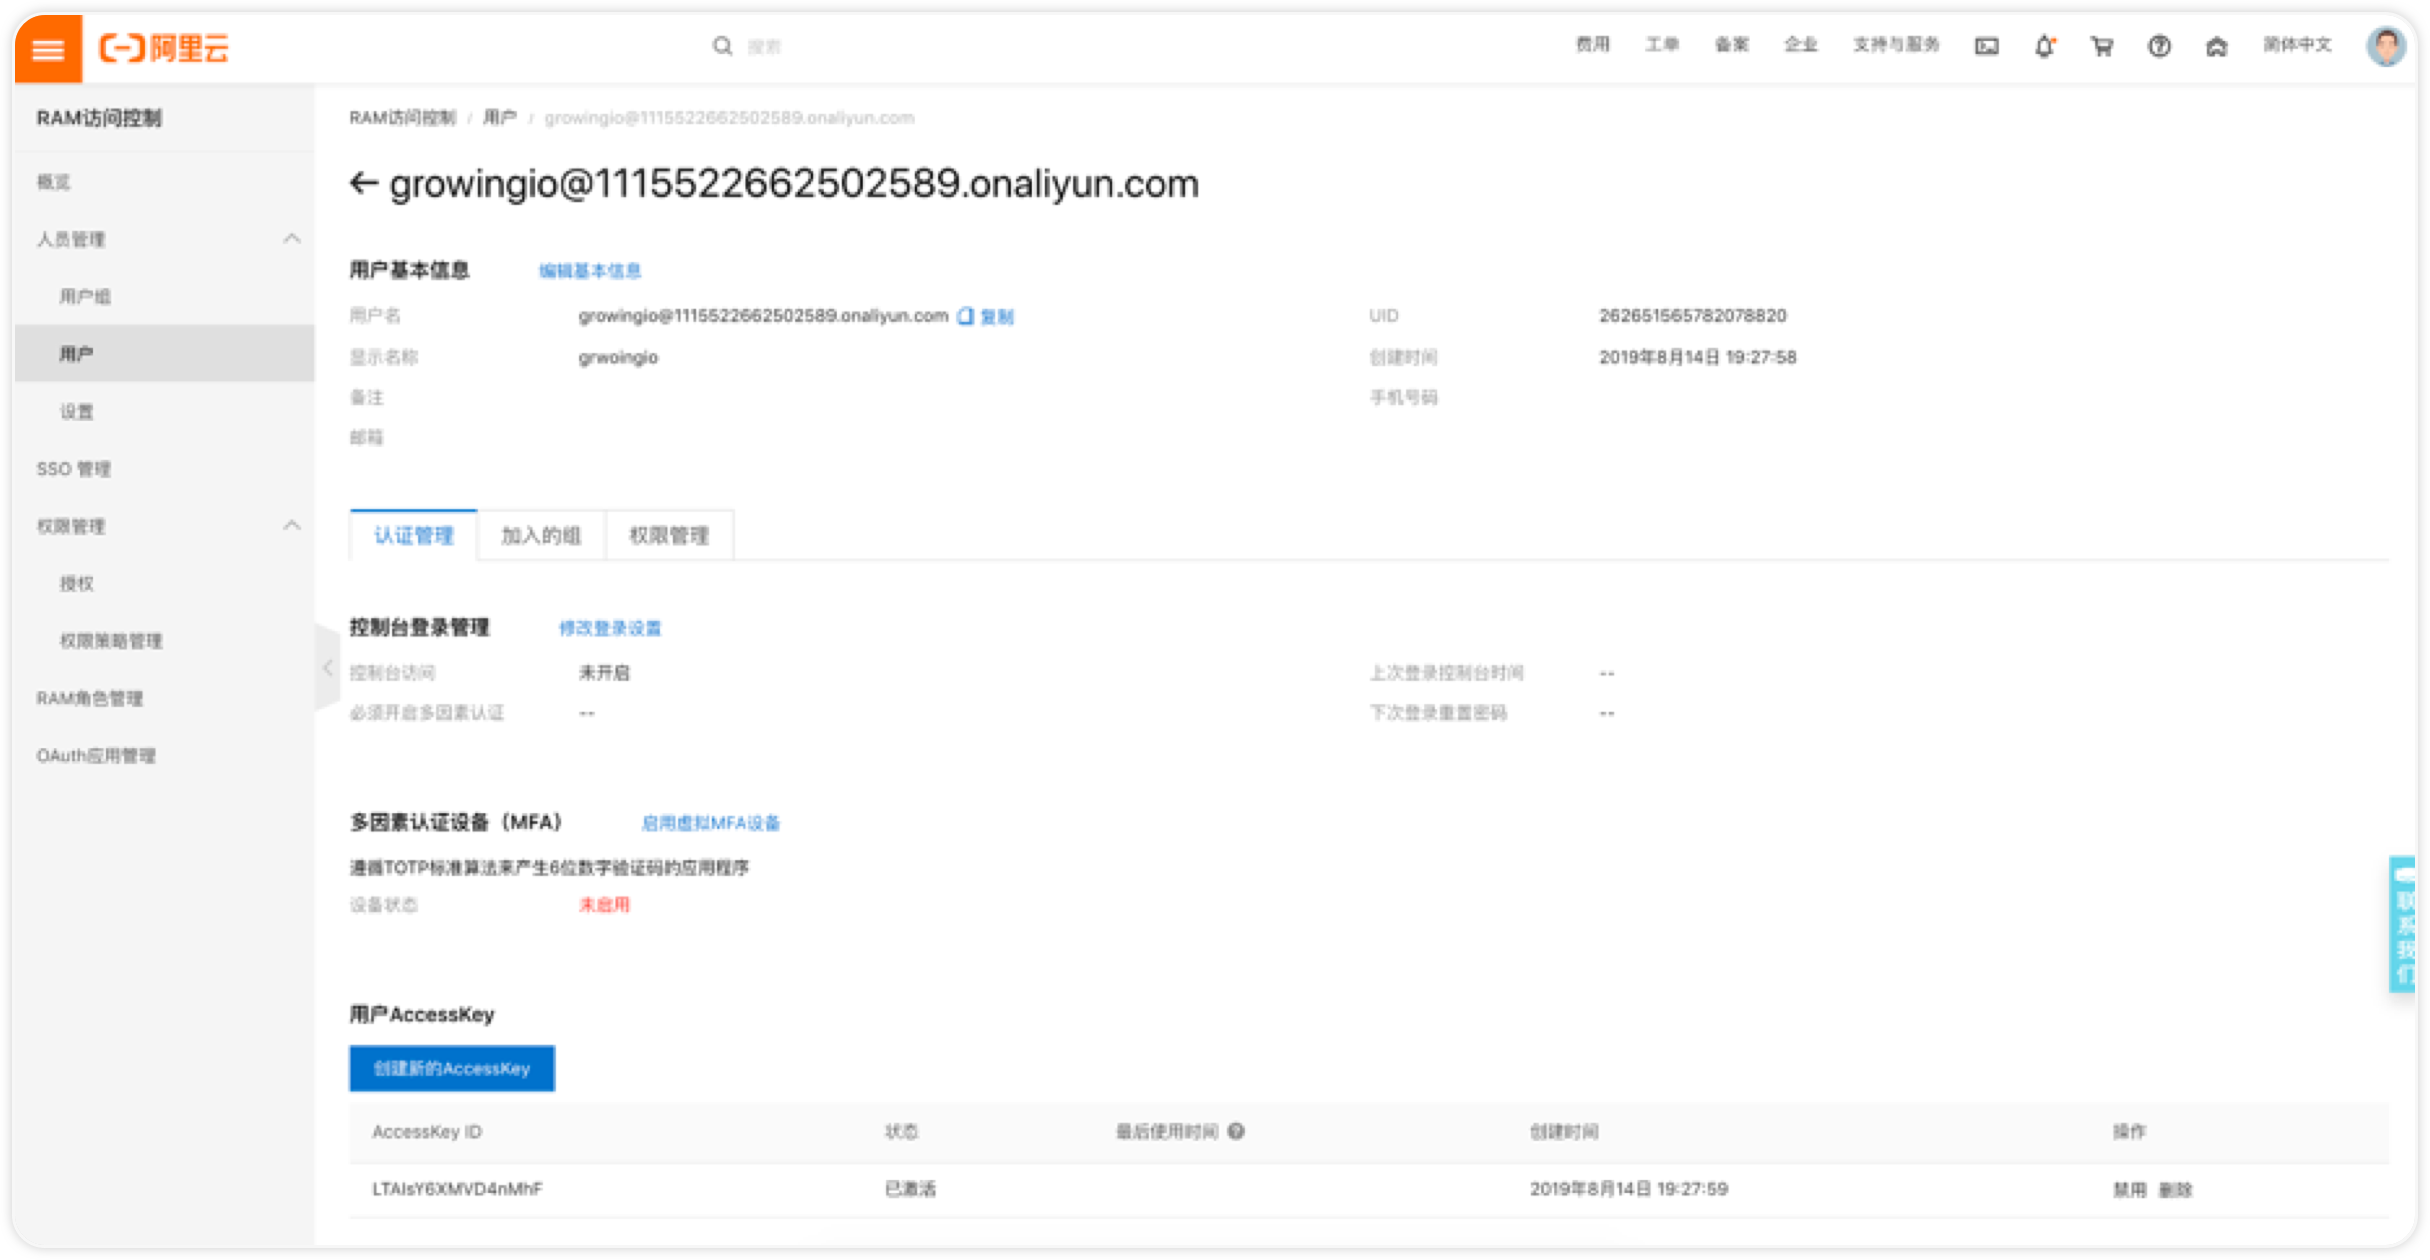 阿里云
搜索
费用 工单 备案 企业 支持与服务 简体中文
RAM访问控制
概览
人员管理
用户组
用户
设置
SSO 管理
权限管理
授权
权限策略管理
RAM角色管理
OAuth应用管理
RAM访问控制 / 用户 / growingio@1115522662502589.onaliyun.com
← growingio@1115522662502589.onaliyun.com
用户基本信息 编辑基本信息
用户名 growingio@1115522662502589.onaliyun.com 复制 UID 262651565782078820
显示名称 grwoingio 创建时间 2019年8月14日 19:27:58
备注 手机号码
邮箱
认证管理 加入的组 权限管理
控制台登录管理 修改登录设置
控制台访问 未开启 上次登录控制台时间 --
必须开启多因素认证 -- 下次登录重置密码 --
多因素认证设备（MFA） 启用虚拟MFA设备
遵循TOTP标准算法来产生6位数字验证码的应用程序
设备状态 未启用
用户AccessKey
创建新的AccessKey
AccessKey ID 状态 最后使用时间 创建时间 操作
LTAIsY6XMVD4nMhF 已激活 2019年8月14日 19:27:59 禁用 删除
联系我们